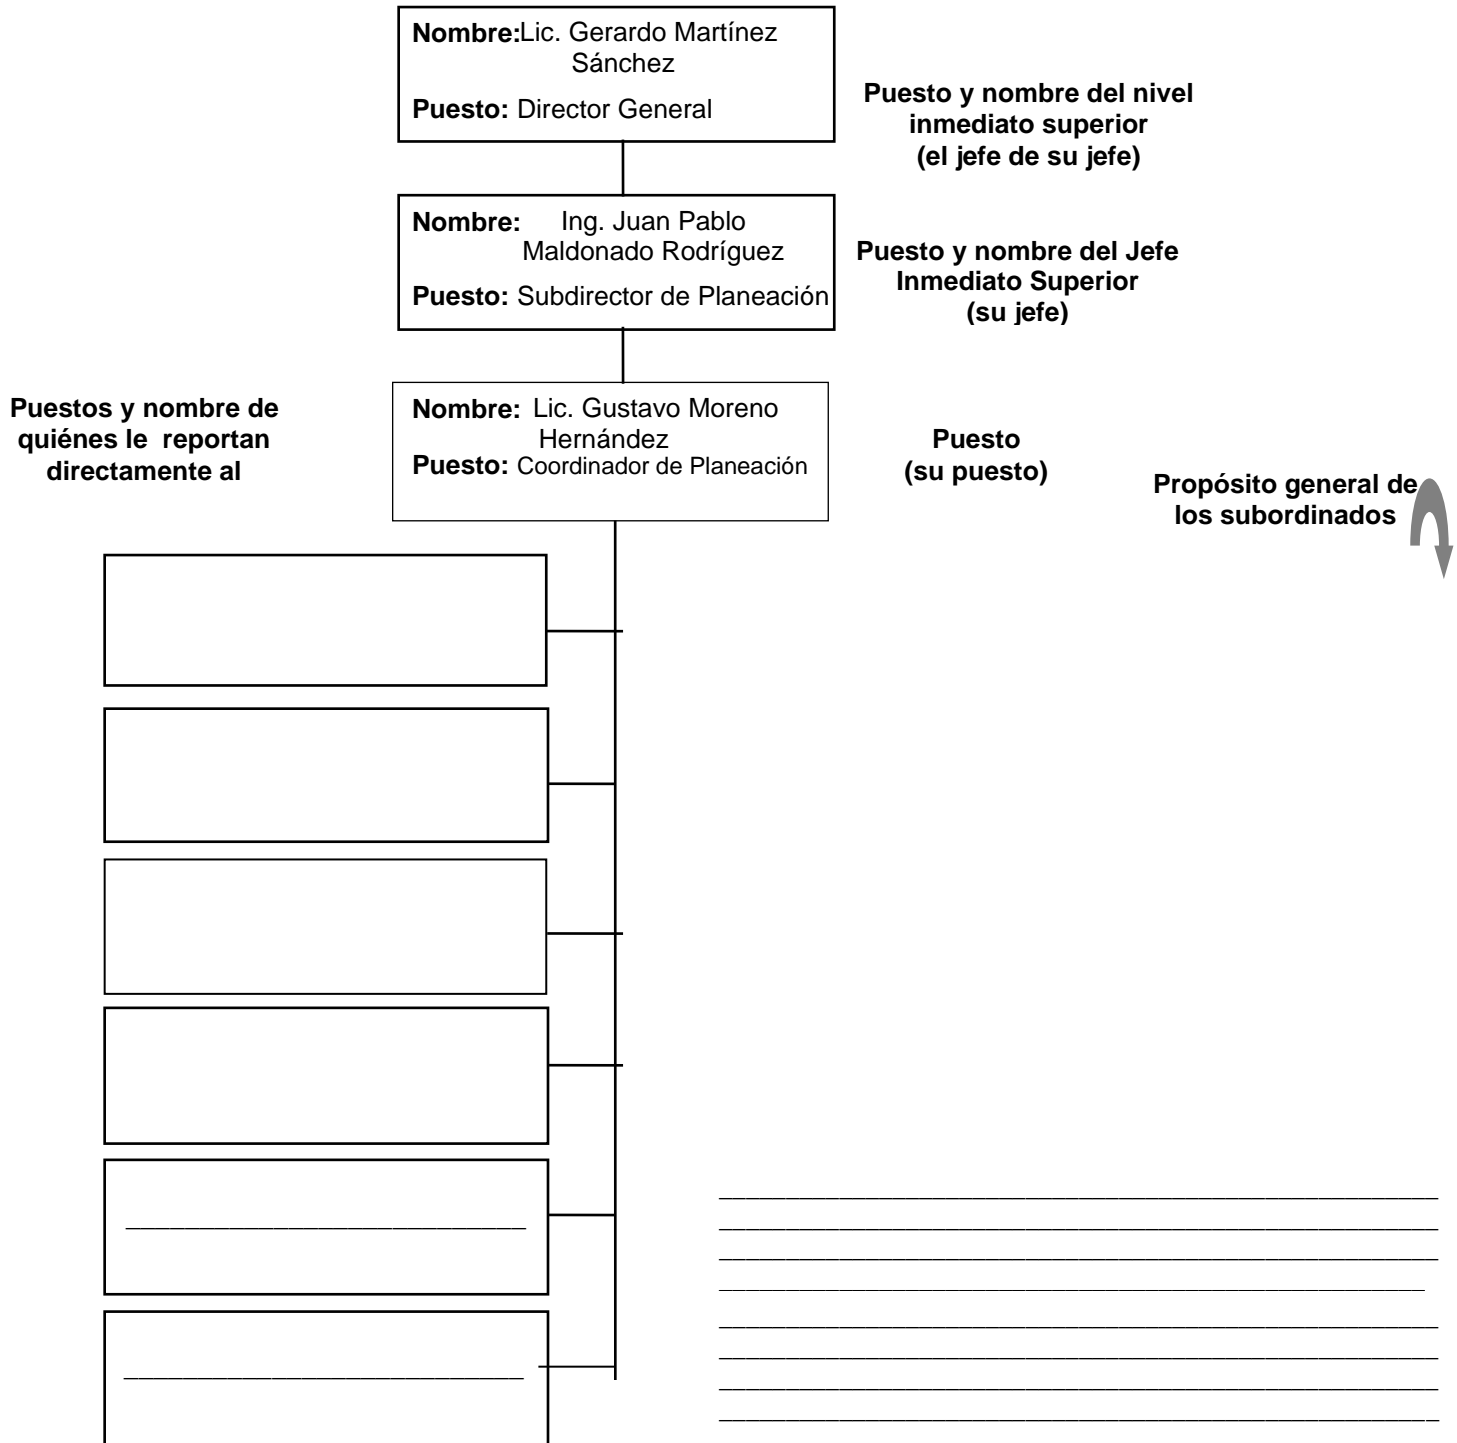 Nombre:Lic. Gerardo Martínez
Sánchez
Puesto: Director General
Puesto y nombre del nivel
inmediato superior
(el jefe de su jefe)
Nombre: Ing. Juan Pablo
Maldonado Rodríguez
Puesto: Subdirector de Planeación
Puesto y nombre del Jefe
Inmediato Superior
(su jefe)
Puestos y nombre de
quiénes le reportan
directamente al
Nombre: Lic. Gustavo Moreno
Hernández
Puesto: Coordinador de Planeación
Puesto
(su puesto)
Propósito general de
los subordinados